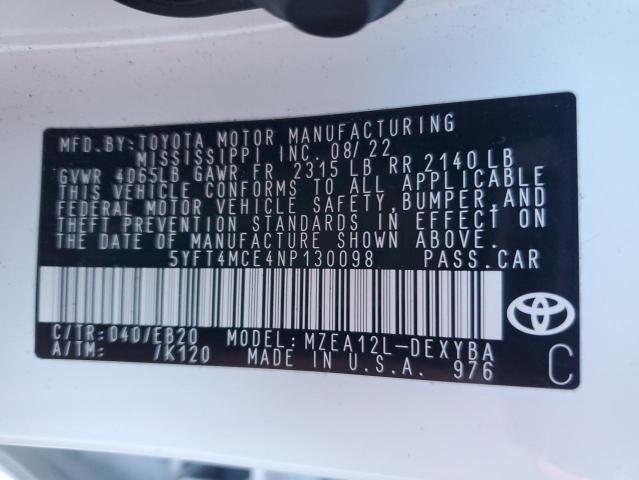 MFD.BY:TOYOTA MOTOR MANUFACTURING
MISSISSIPPI INC. 08/22
GVWR 4065LB GAWR FR 2315 LB RR 2140 LB
THIS VEHICLE CONFORMS TO ALL APPLICABLE
FEDERAL MOTOR VEHICLE SAFETY, BUMPER, AND
THEFT PREVENTION STANDARDS IN EFFECT ON
THE DATE OF MANUFACTURE SHOWN ABOVE.
5YFT4MCE4NP130098 PASS.CAR
C/TR: 040/EB20 MODEL: MZEA12L-DEXYBA
A/TM: /K120 MADE IN U.S.A. 976
C